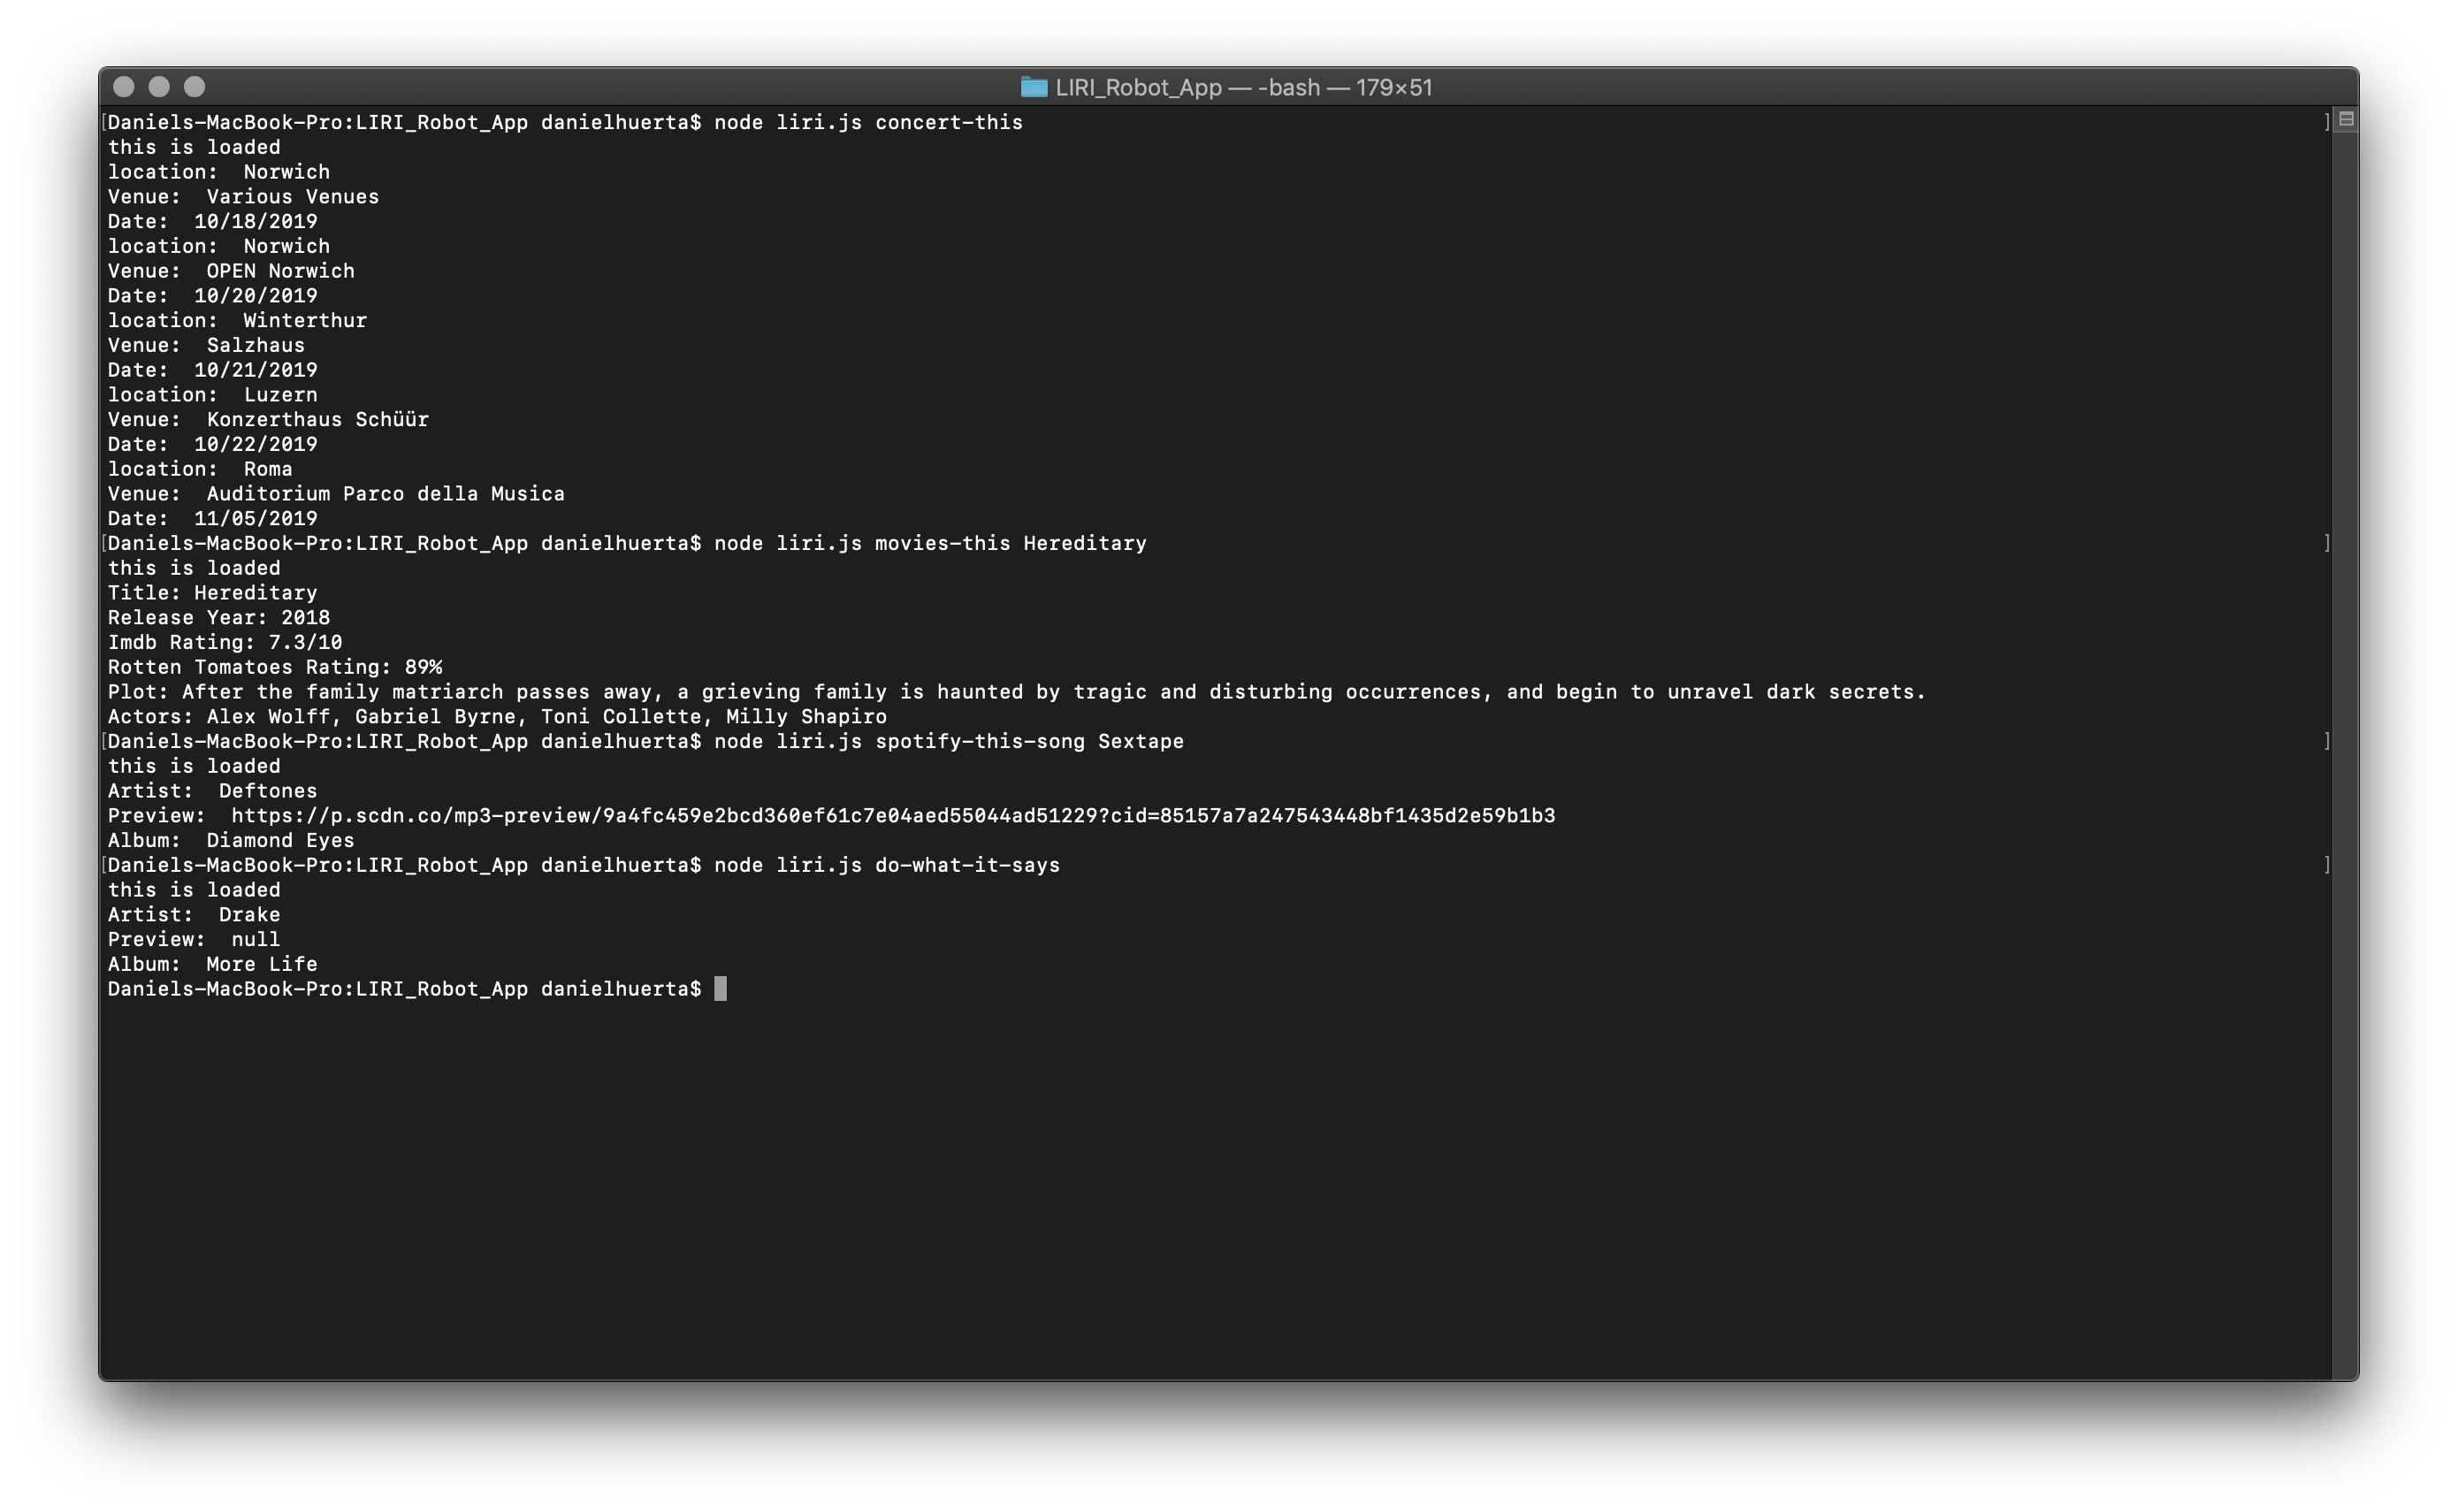 LIRI_Robot_App — -bash — 179×51
[Daniels-MacBook-Pro:LIRI_Robot_App danielhuerta$ node liri.js concert-this ]
this is loaded
location:  Norwich
Venue:  Various Venues
Date:  10/18/2019
location:  Norwich
Venue:  OPEN Norwich
Date:  10/20/2019
location:  Winterthur
Venue:  Salzhaus
Date:  10/21/2019
location:  Luzern
Venue:  Konzerthaus Schüür
Date:  10/22/2019
location:  Roma
Venue:  Auditorium Parco della Musica
Date:  11/05/2019
[Daniels-MacBook-Pro:LIRI_Robot_App danielhuerta$ node liri.js movies-this Hereditary ]
this is loaded
Title: Hereditary
Release Year: 2018
Imdb Rating: 7.3/10
Rotten Tomatoes Rating: 89%
Plot: After the family matriarch passes away, a grieving family is haunted by tragic and disturbing occurrences, and begin to unravel dark secrets.
Actors: Alex Wolff, Gabriel Byrne, Toni Collette, Milly Shapiro
[Daniels-MacBook-Pro:LIRI_Robot_App danielhuerta$ node liri.js spotify-this-song Sextape ]
this is loaded
Artist:  Deftones
Preview:  https://p.scdn.co/mp3-preview/9a4fc459e2bcd360ef61c7e04aed55044ad51229?cid=85157a7a247543448bf1435d2e59b1b3
Album:  Diamond Eyes
[Daniels-MacBook-Pro:LIRI_Robot_App danielhuerta$ node liri.js do-what-it-says ]
this is loaded
Artist:  Drake
Preview:  null
Album:  More Life
Daniels-MacBook-Pro:LIRI_Robot_App danielhuerta$